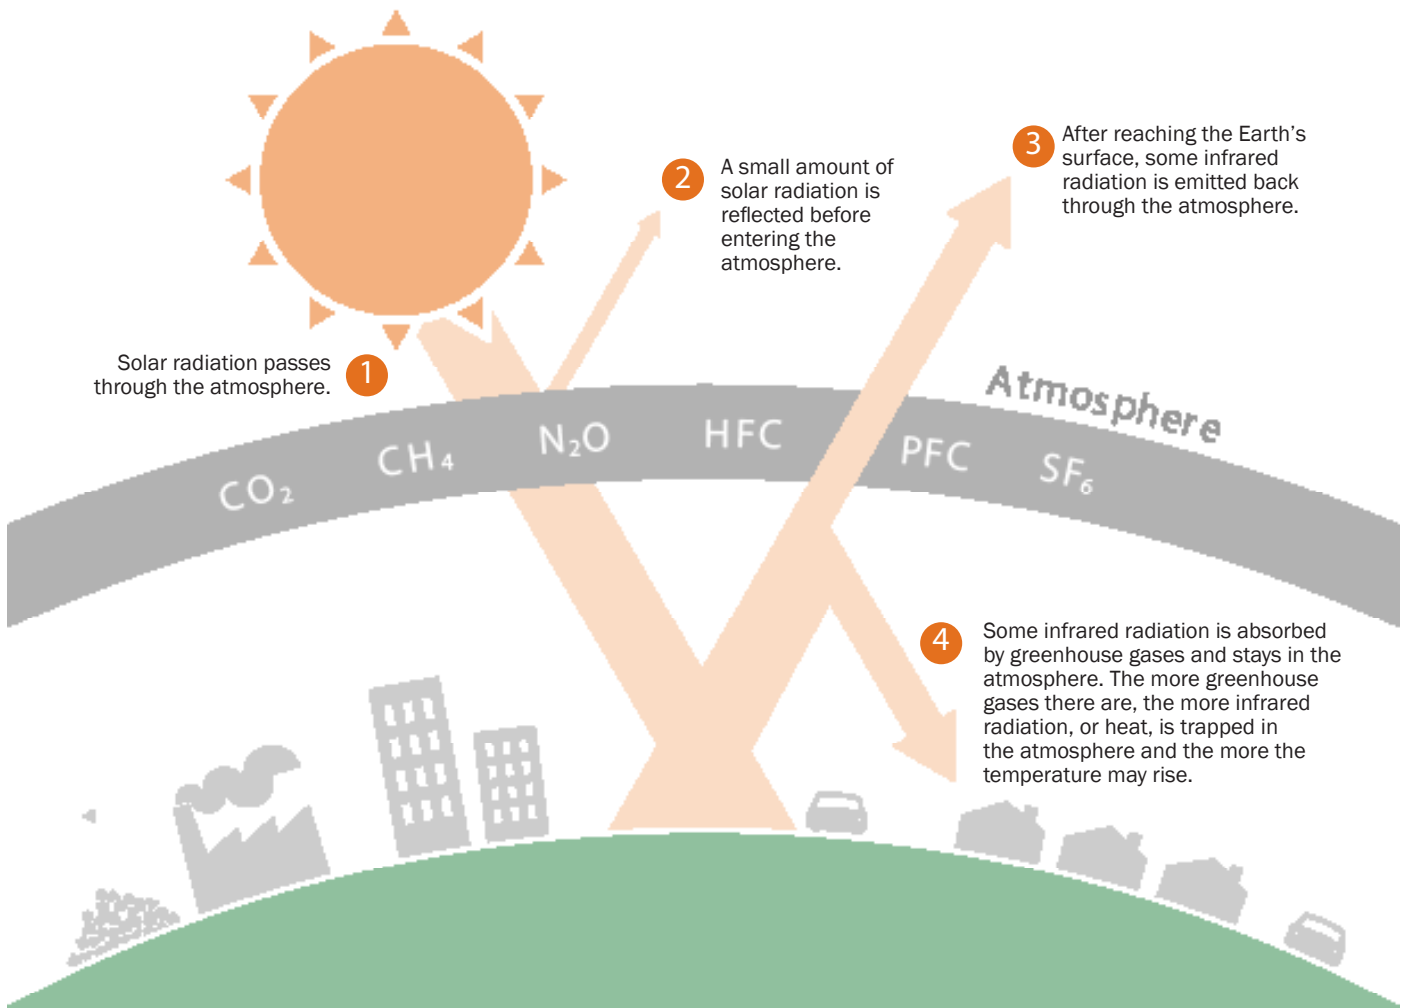 1
Solar radiation passes
through the atmosphere.
2
A small amount of
solar radiation is
reflected before
entering the
atmosphere.
3
After reaching the Earth’s
surface, some infrared
radiation is emitted back
through the atmosphere.
Atmosphere
CO₂ CH₄ N₂O HFC PFC SF₆
4
Some infrared radiation is absorbed
by greenhouse gases and stays in the
atmosphere. The more greenhouse
gases there are, the more infrared
radiation, or heat, is trapped in
the atmosphere and the more the
temperature may rise.